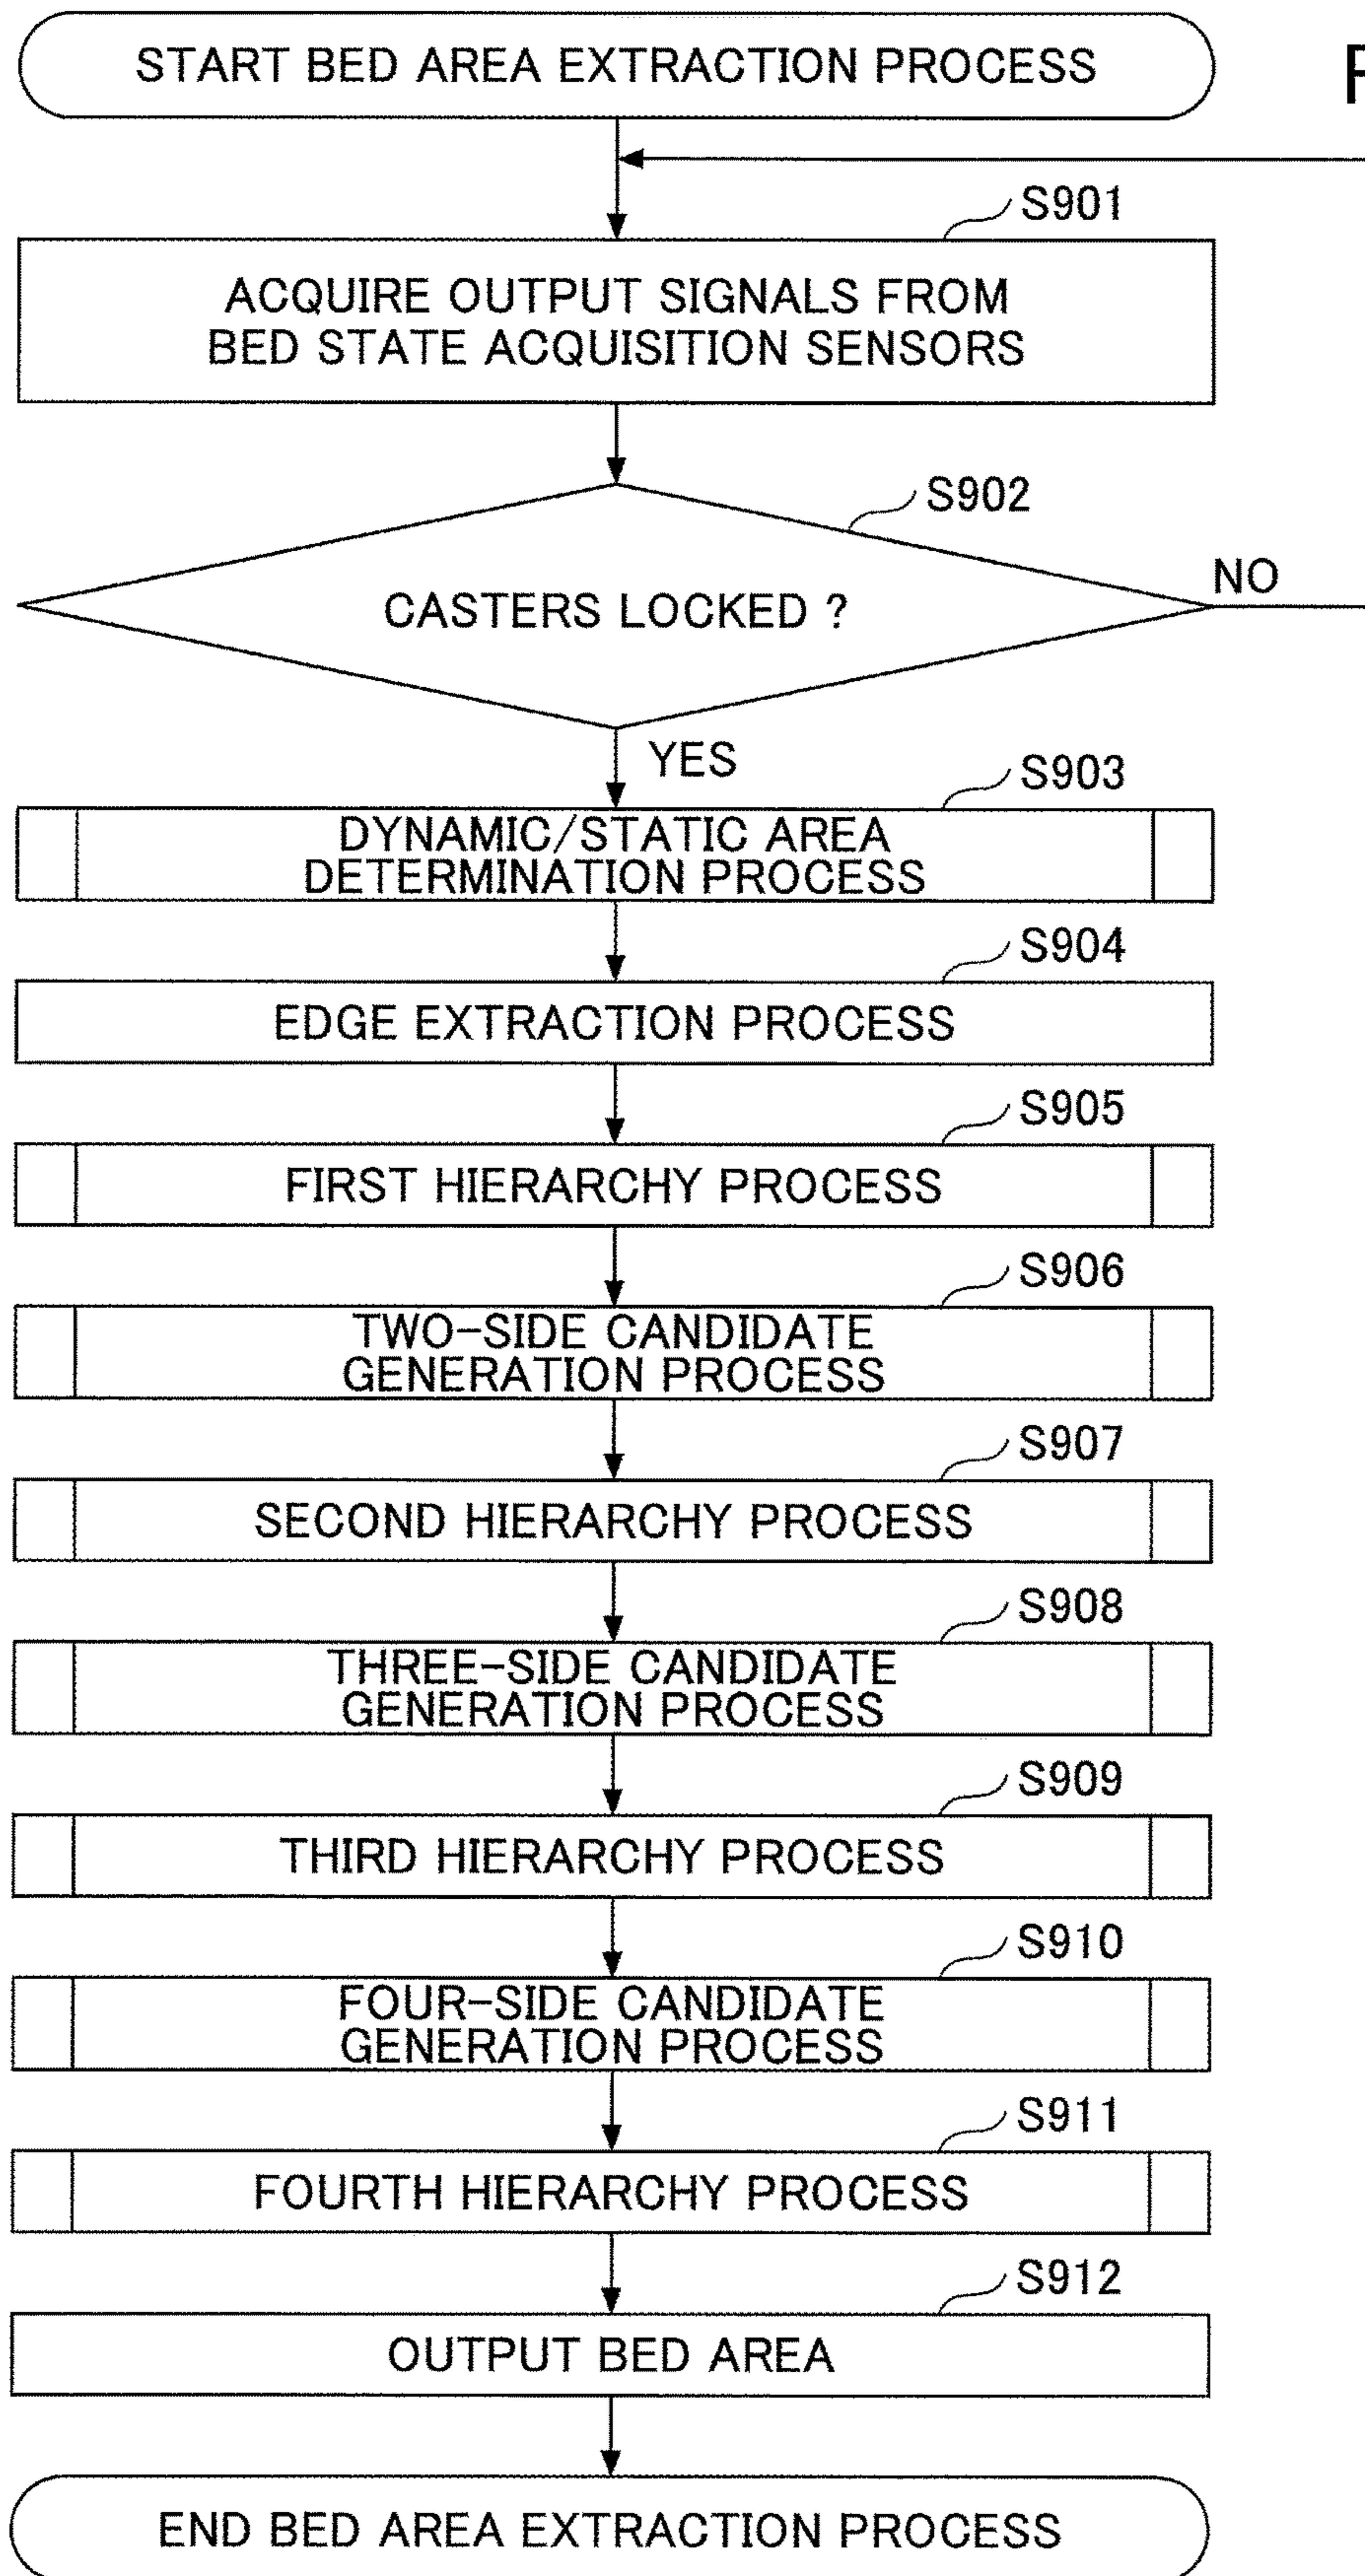 START BED AREA EXTRACTION PROCESS
S901
ACQUIRE OUTPUT SIGNALS FROM
BED STATE ACQUISITION SENSORS
S902
CASTERS LOCKED ?
NO
YES
S903
DYNAMIC/STATIC AREA
DETERMINATION PROCESS
S904
EDGE EXTRACTION PROCESS
S905
FIRST HIERARCHY PROCESS
S906
TWO-SIDE CANDIDATE
GENERATION PROCESS
S907
SECOND HIERARCHY PROCESS
S908
THREE-SIDE CANDIDATE
GENERATION PROCESS
S909
THIRD HIERARCHY PROCESS
S910
FOUR-SIDE CANDIDATE
GENERATION PROCESS
S911
FOURTH HIERARCHY PROCESS
S912
OUTPUT BED AREA
END BED AREA EXTRACTION PROCESS